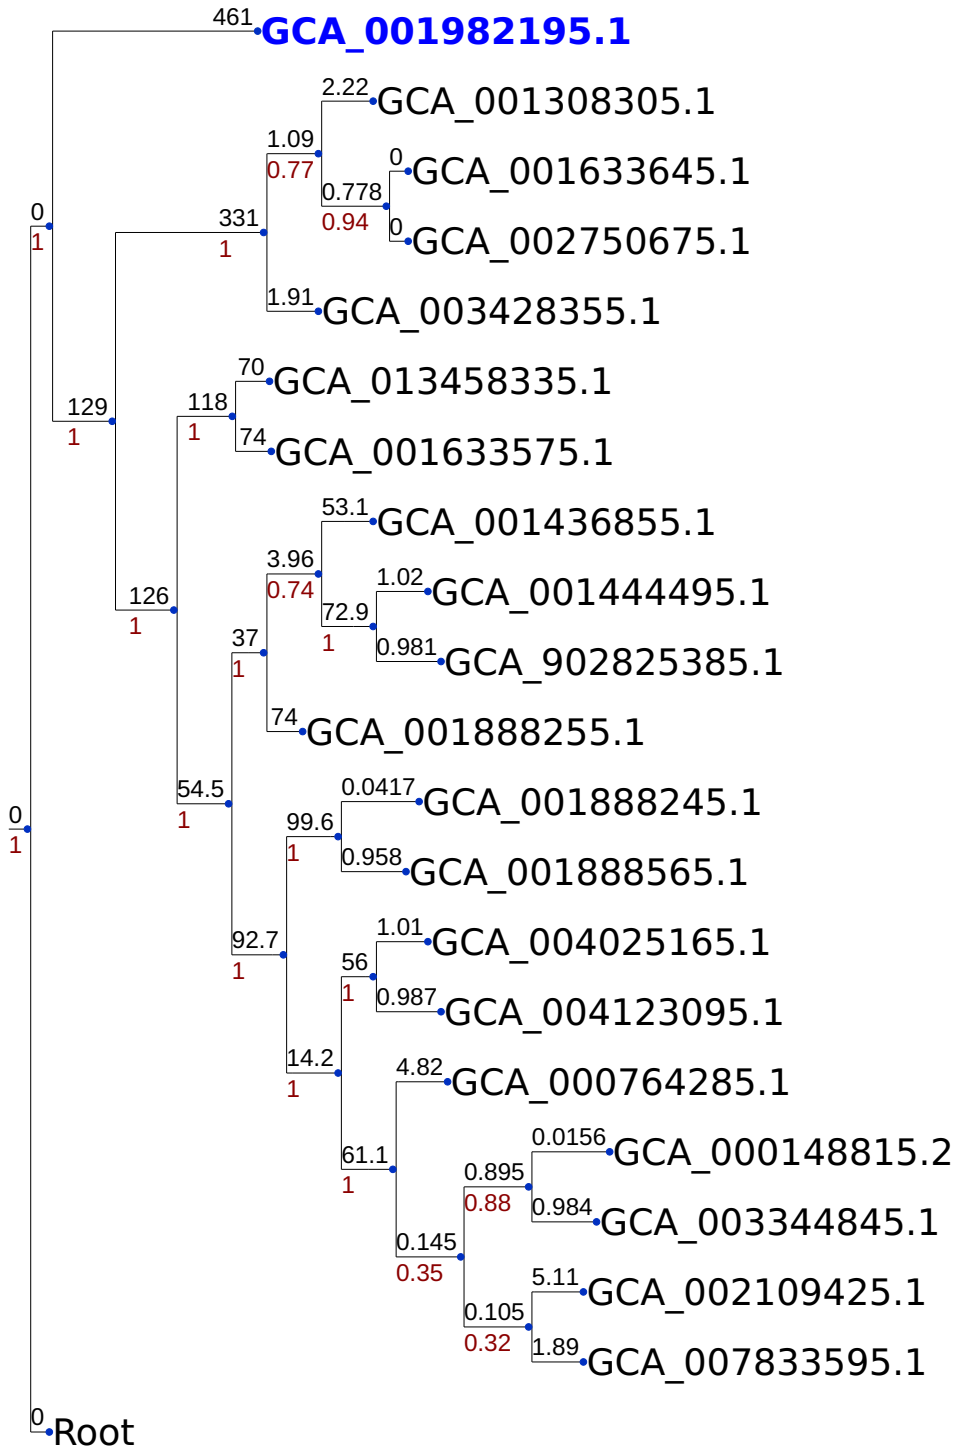 461 GCA_001982195.1
2.22 GCA_001308305.1
1.09
0 GCA_001633645.1
0.77
0.778
0 GCA_002750675.1
0.94
0
331
1
1
1.91 GCA_003428355.1
70 GCA_013458335.1
118
129
1
1
74 GCA_001633575.1
53.1 GCA_001436855.1
3.96
1.02 GCA_001444495.1
0.74
126
72.9
1
1
37
0.981 GCA_902825385.1
1
74 GCA_001888255.1
0.0417 GCA_001888245.1
54.5
1
0
1
99.6
1
0.958 GCA_001888565.1
92.7
1
1.01 GCA_004025165.1
56
1
0.987 GCA_004123095.1
14.2
1
4.82 GCA_000764285.1
0.0156 GCA_000148815.2
61.1
1
0.895
0.88
0.984 GCA_003344845.1
0.145
0.35
5.11 GCA_002109425.1
0.105
0.32
1.89 GCA_007833595.1
0 Root